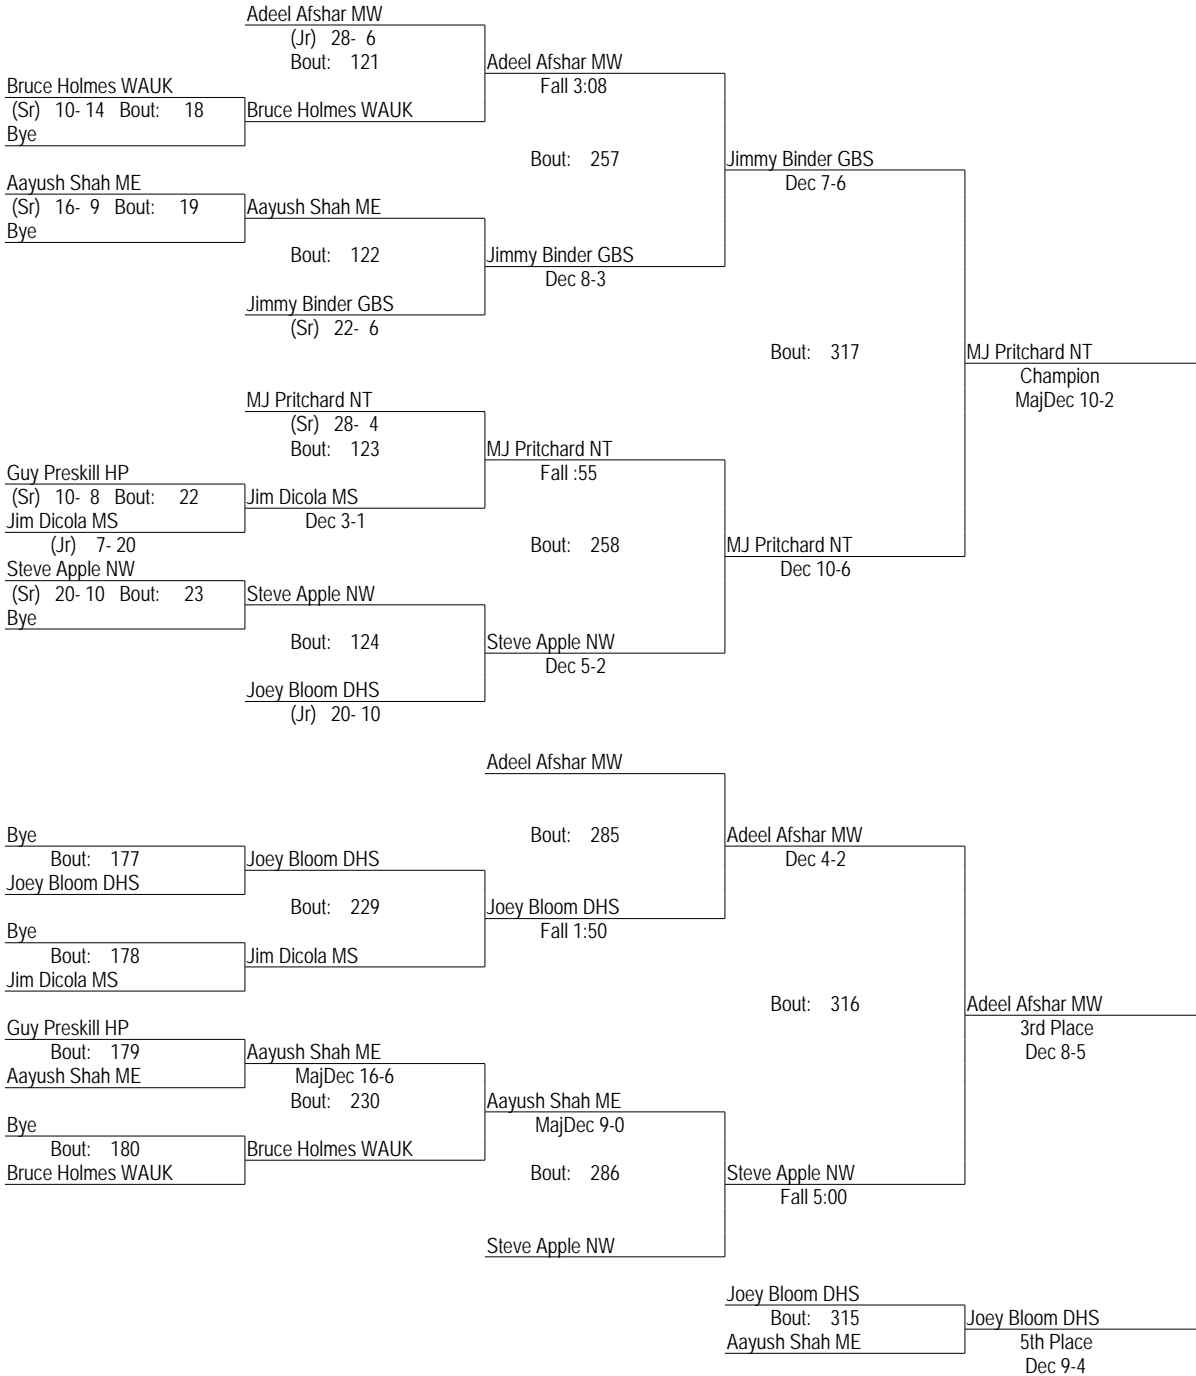 Adeel Afshar MW
(Jr) 28- 6
Bout: 121
Adeel Afshar MW
Fall 3:08
Bruce Holmes WAUK
(Sr) 10- 14 Bout: 18
Bruce Holmes WAUK
Bye
Bout: 257
Jimmy Binder GBS
Dec 7-6
Aayush Shah ME
(Sr) 16- 9 Bout: 19
Aayush Shah ME
Bye
Bout: 122
Jimmy Binder GBS
Dec 8-3
Jimmy Binder GBS
(Sr) 22- 6
Bout: 317
MJ Pritchard NT
Champion
MajDec 10-2
MJ Pritchard NT
(Sr) 28- 4
Bout: 123
MJ Pritchard NT
Fall :55
Guy Preskill HP
(Sr) 10- 8 Bout: 22
Jim Dicola MS
Jim Dicola MS
Dec 3-1
(Jr) 7- 20
Bout: 258
MJ Pritchard NT
Dec 10-6
Steve Apple NW
(Sr) 20- 10 Bout: 23
Steve Apple NW
Bye
Bout: 124
Steve Apple NW
Dec 5-2
Joey Bloom DHS
(Jr) 20- 10
Adeel Afshar MW
Bye
Bout: 285
Adeel Afshar MW
Dec 4-2
Bout: 177
Joey Bloom DHS
Joey Bloom DHS
Bout: 229
Joey Bloom DHS
Fall 1:50
Bye
Bout: 178
Jim Dicola MS
Jim Dicola MS
Bout: 316
Adeel Afshar MW
3rd Place
Dec 8-5
Guy Preskill HP
Bout: 179
Aayush Shah ME
Aayush Shah ME
MajDec 16-6
Bout: 230
Aayush Shah ME
MajDec 9-0
Bye
Bout: 180
Bruce Holmes WAUK
Bruce Holmes WAUK
Bout: 286
Steve Apple NW
Fall 5:00
Steve Apple NW
Joey Bloom DHS
Bout: 315
Joey Bloom DHS
Aayush Shah ME
5th Place
Dec 9-4